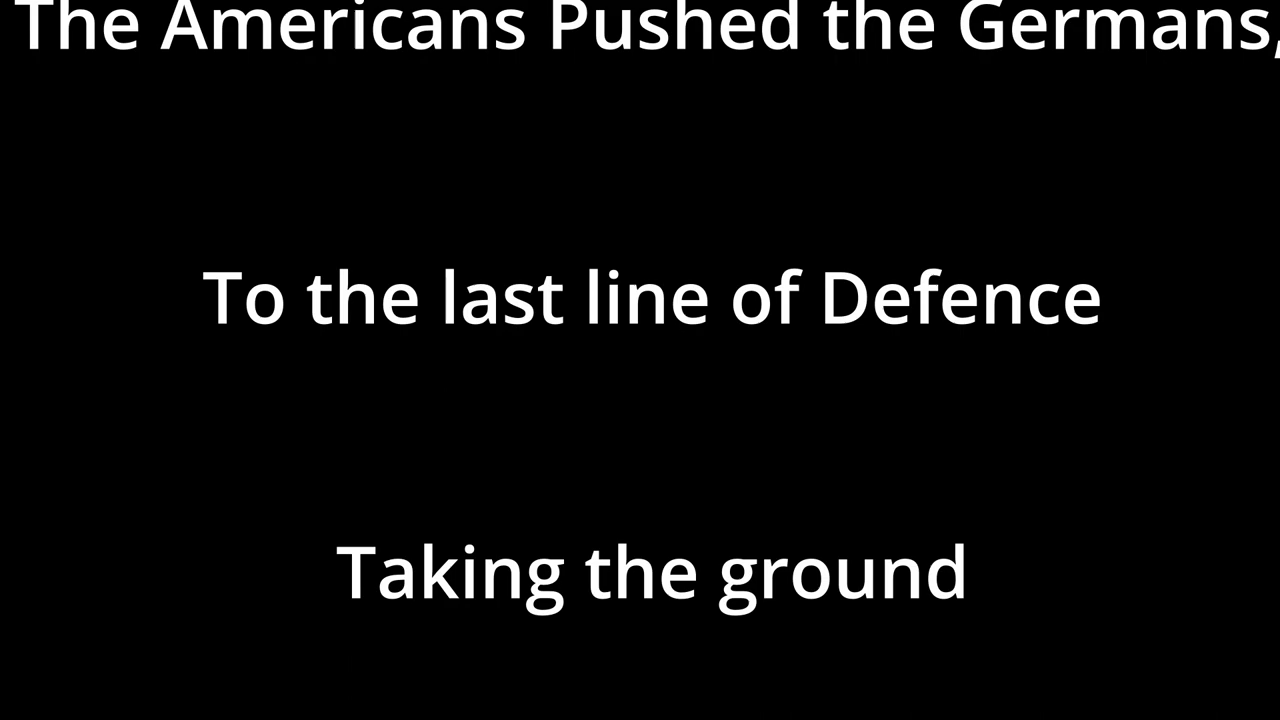 The Americans Pushed the Germans,
To the last line of Defence
Taking the ground